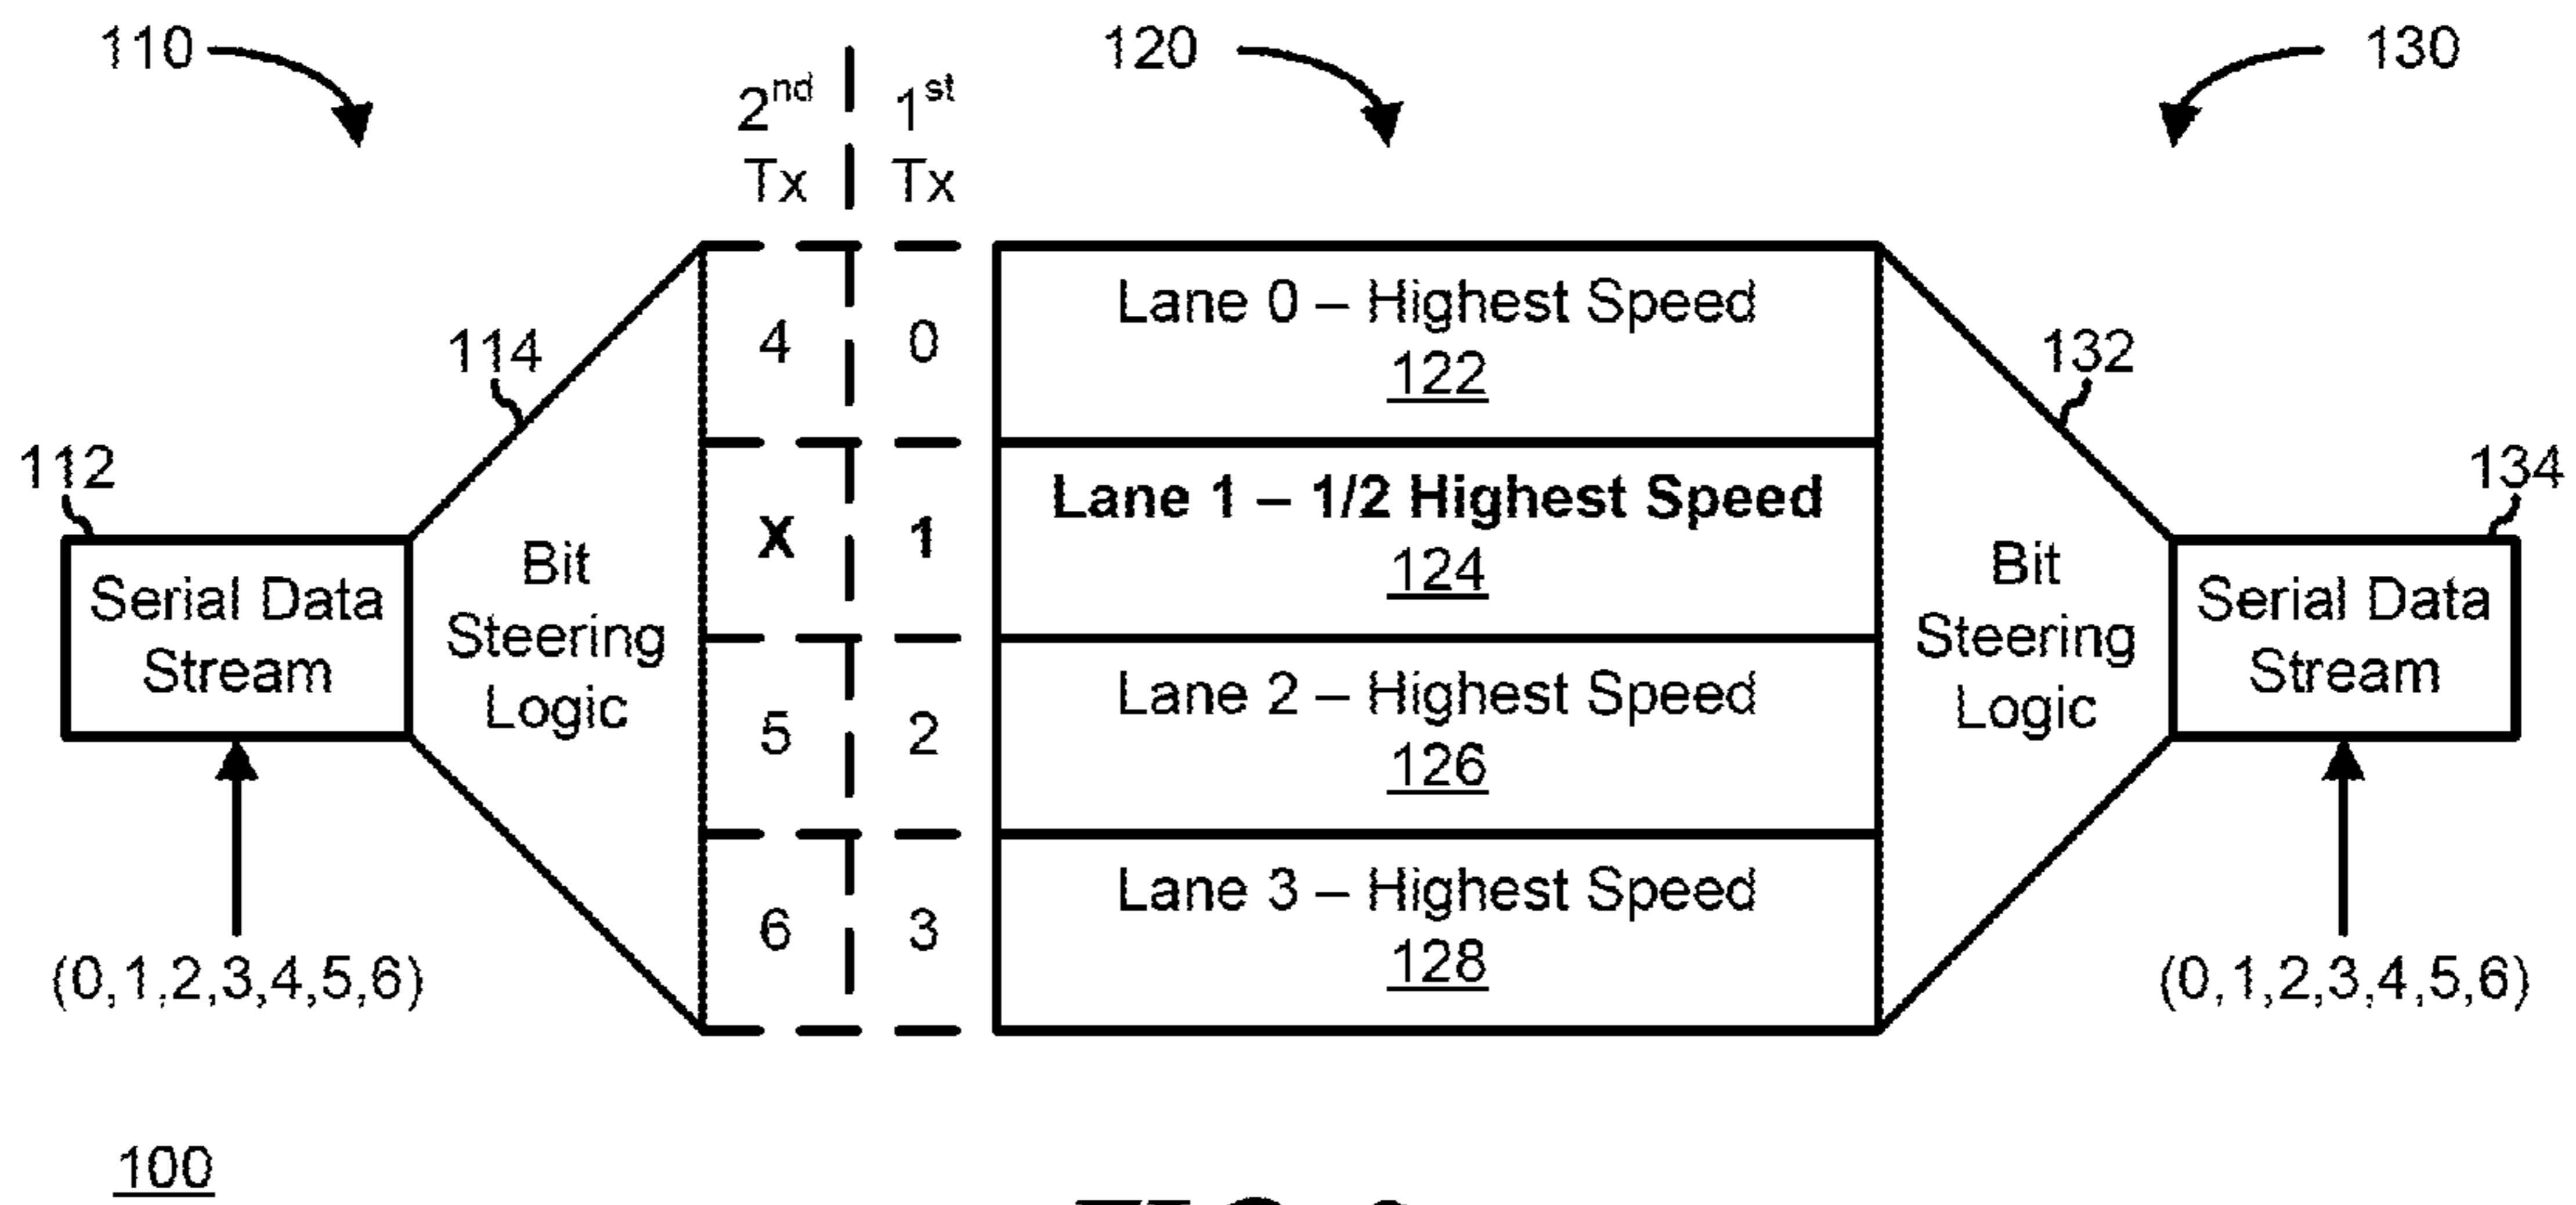 110
120
130
2nd
Tx
1st
Tx
114
132
112
134
Serial Data
Stream
Bit
Steering
Logic
4
0
X
1
5
2
6
3
Lane 0 – Highest Speed
122
Lane 1 – 1/2 Highest Speed
124
Lane 2 – Highest Speed
126
Lane 3 – Highest Speed
128
Bit
Steering
Logic
Serial Data
Stream
(0,1,2,3,4,5,6)
(0,1,2,3,4,5,6)
100